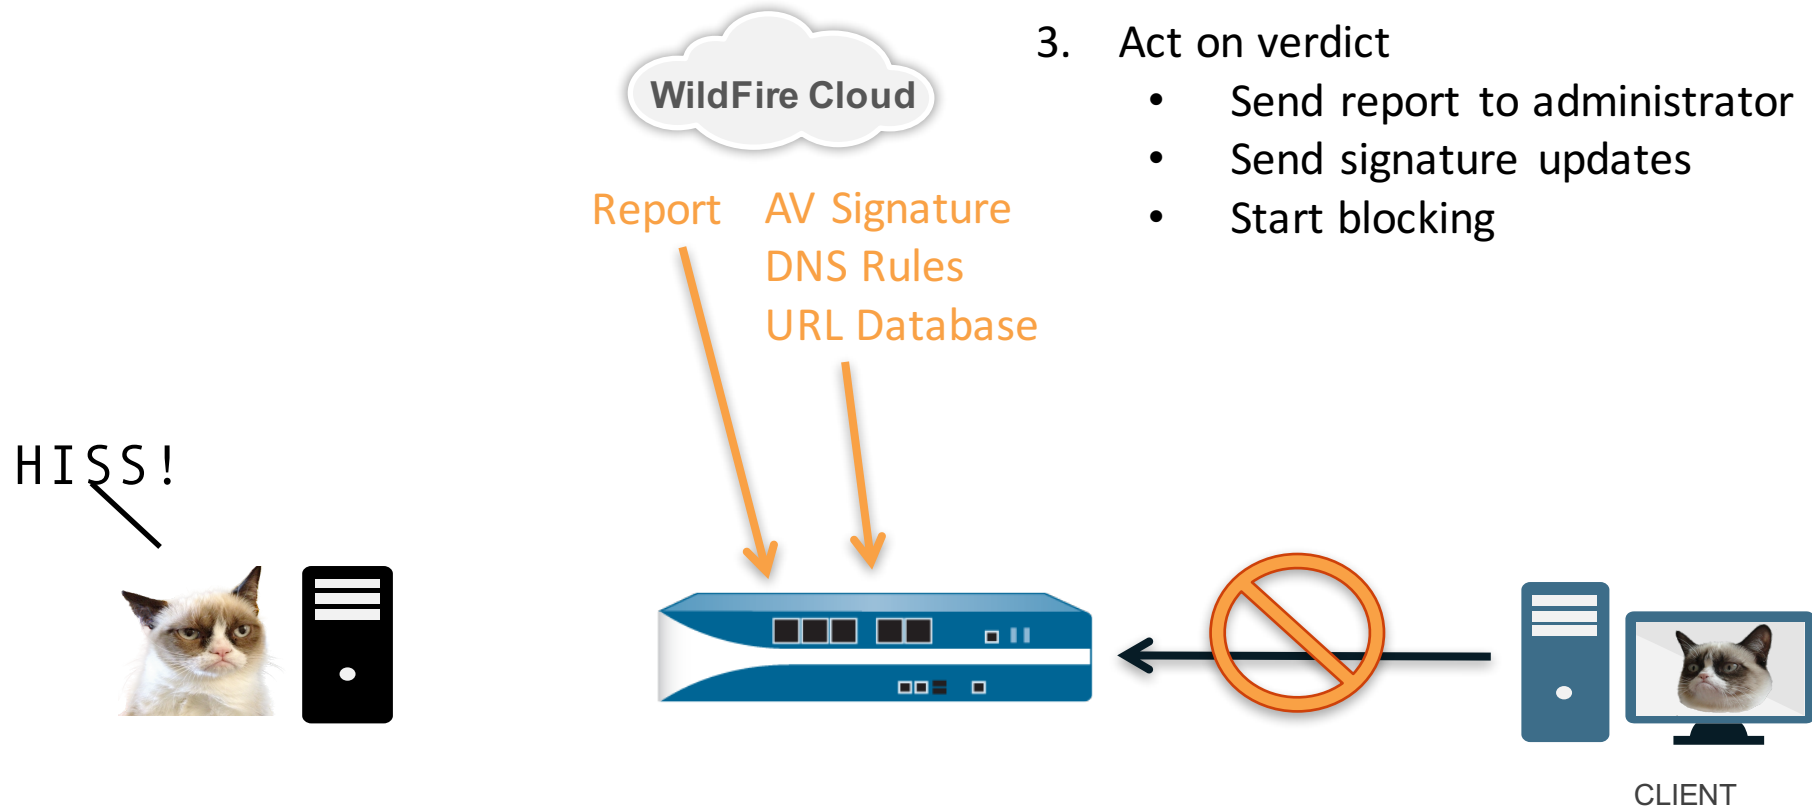 WildFire Cloud
3. Act on verdict
• Send report to administrator
• Send signature updates
• Start blocking
Report
AV Signature
DNS Rules
URL Database
HISS!
CLIENT